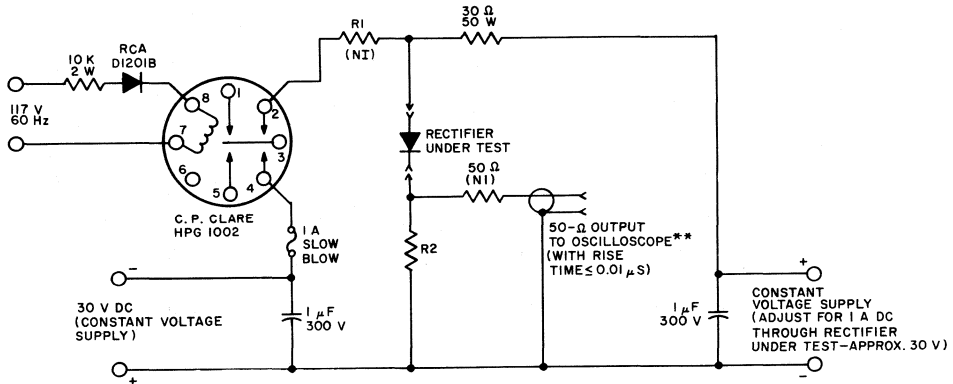 R1
(NI)
30 Ω
50 W
10 K
2 W
RCA
D1201B
117 V
60 Hz
8
1
2
7
3
6
5
4
C. P. CLARE
HPG 1002
RECTIFIER
UNDER TEST
50 Ω
(NI)
1 A
SLOW
BLOW
R2
50-Ω OUTPUT
TO OSCILLOSCOPE**
(WITH RISE
TIME≤0.01 μS)
−
30 V DC
(CONSTANT VOLTAGE
SUPPLY)
+
1 μF
300 V
1 μF
300 V
+
CONSTANT
VOLTAGE SUPPLY
(ADJUST FOR 1 A DC
THROUGH RECTIFIER
UNDER TEST–APPROX. 30 V)
−